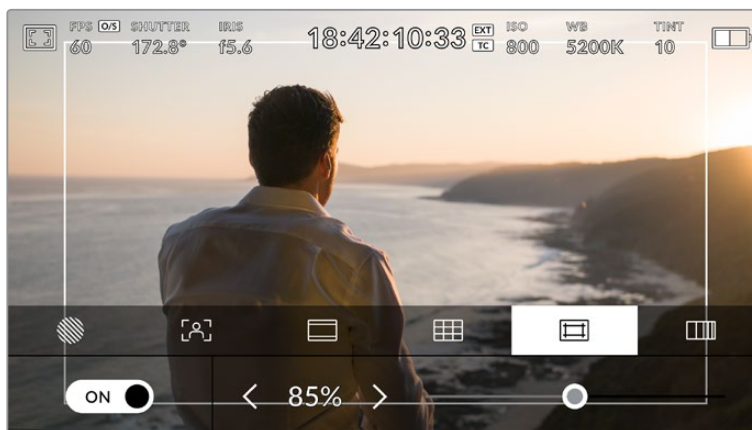 FPS O/S SHUTTER IRIS 18:42:10:33 EXT TC ISO WB TINT
60 172.8° f5.6 800 5200K 10
ON < 85% >